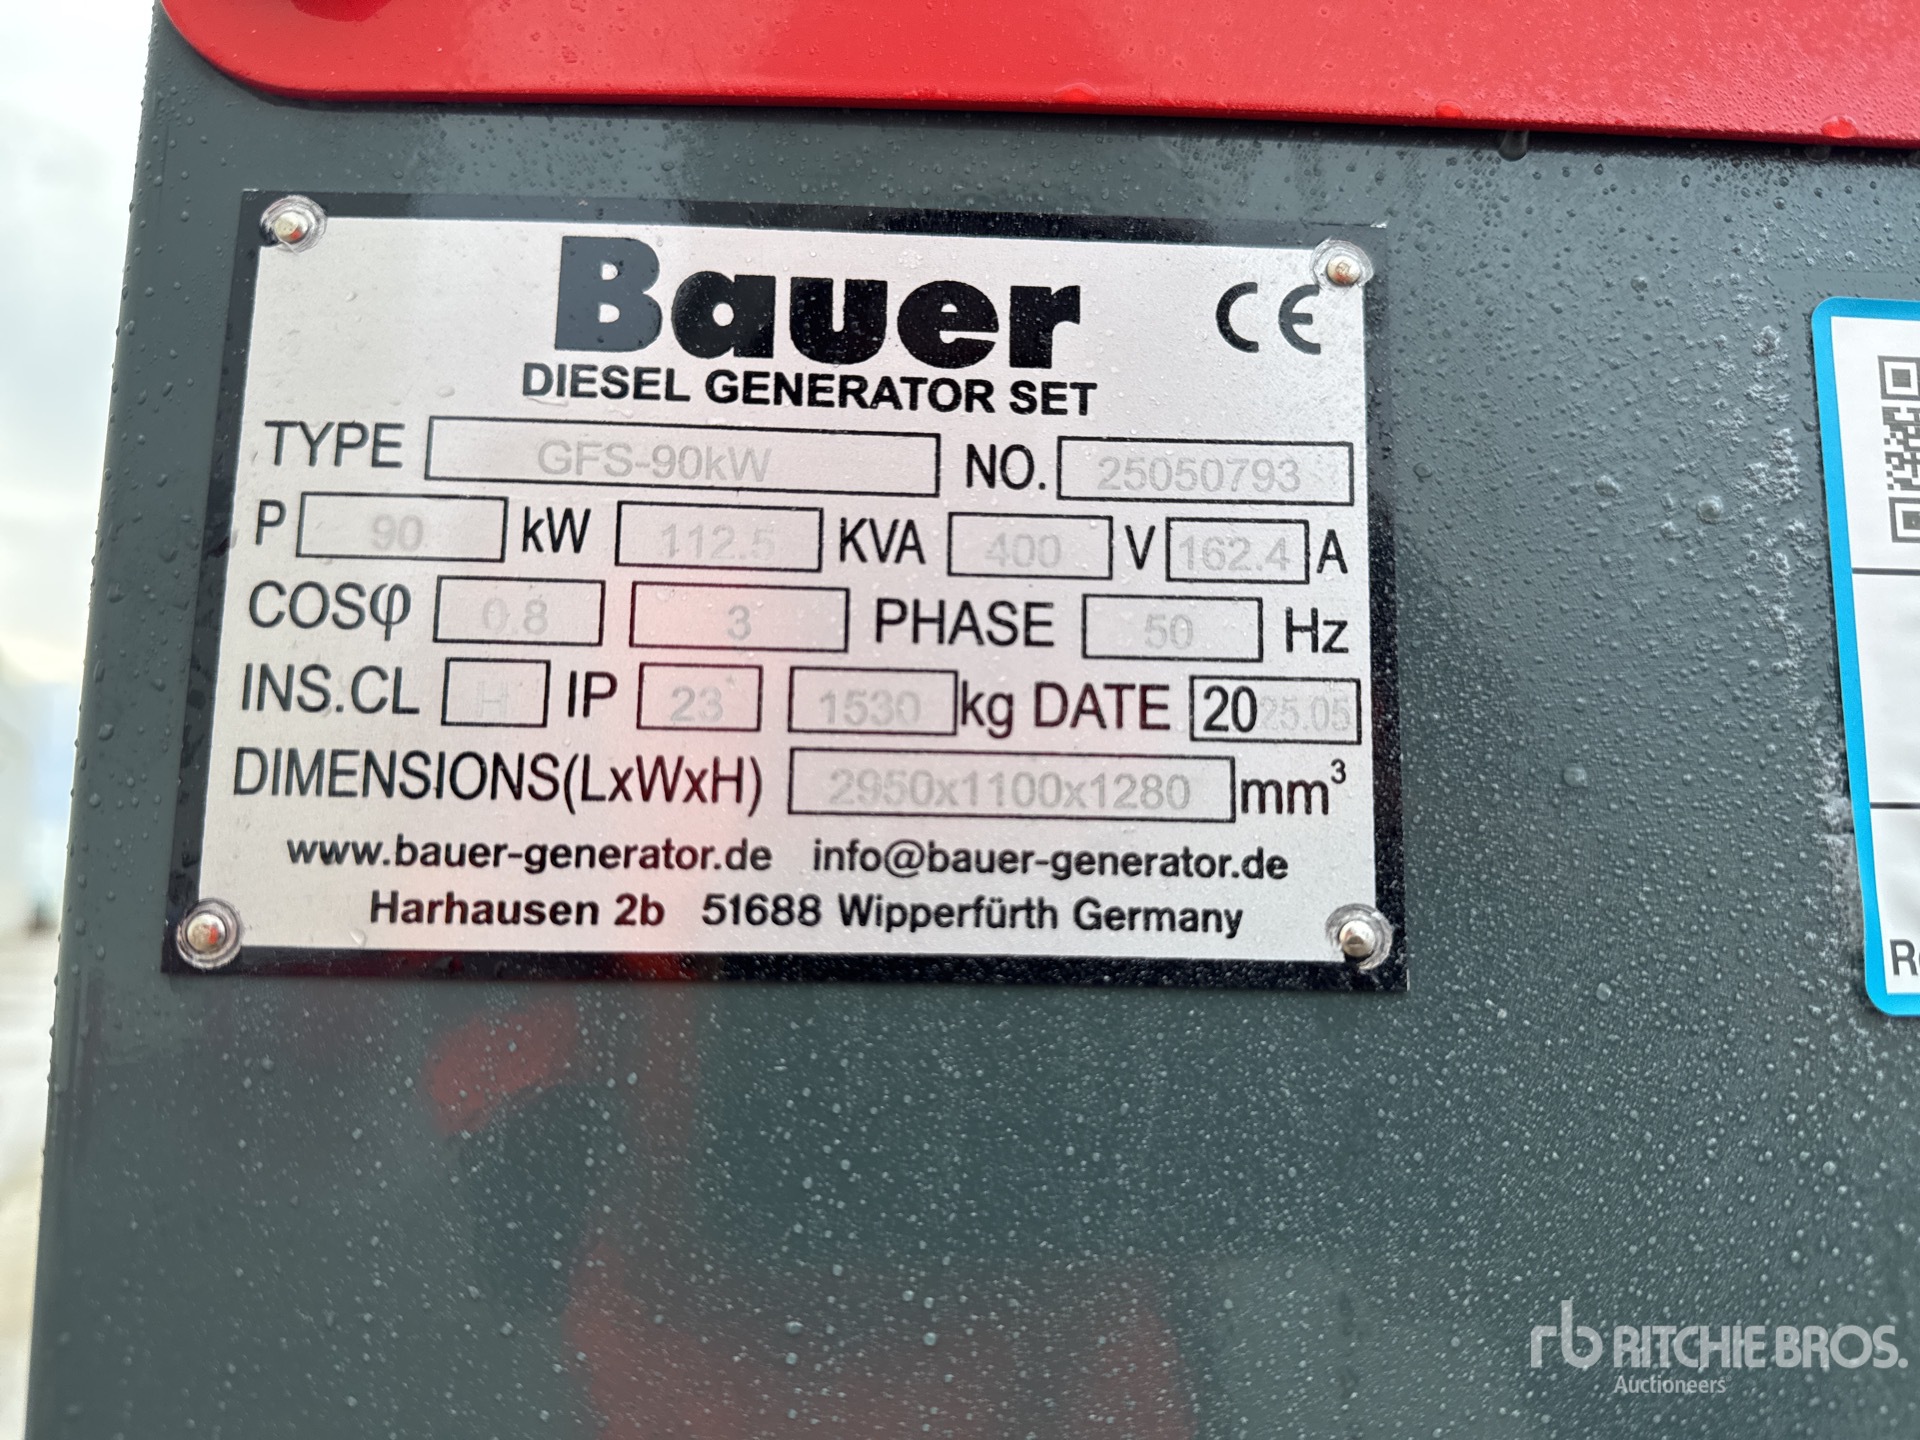 Bauer CE
DIESEL GENERATOR SET
TYPE GFS-90kW NO. 25050793
P 90 kW 112.5 KVA 400 V 162.4 A
COSφ 0.8 3 PHASE 50 Hz
INS.CL H IP 23 1530 kg DATE 2025.05
DIMENSIONS(LxWxH) 2950x1100x1280 mm³
www.bauer-generator.de info@bauer-generator.de
Harhausen 2b 51688 Wipperfürth Germany
rb RITCHIE BROS.
Auctioneers